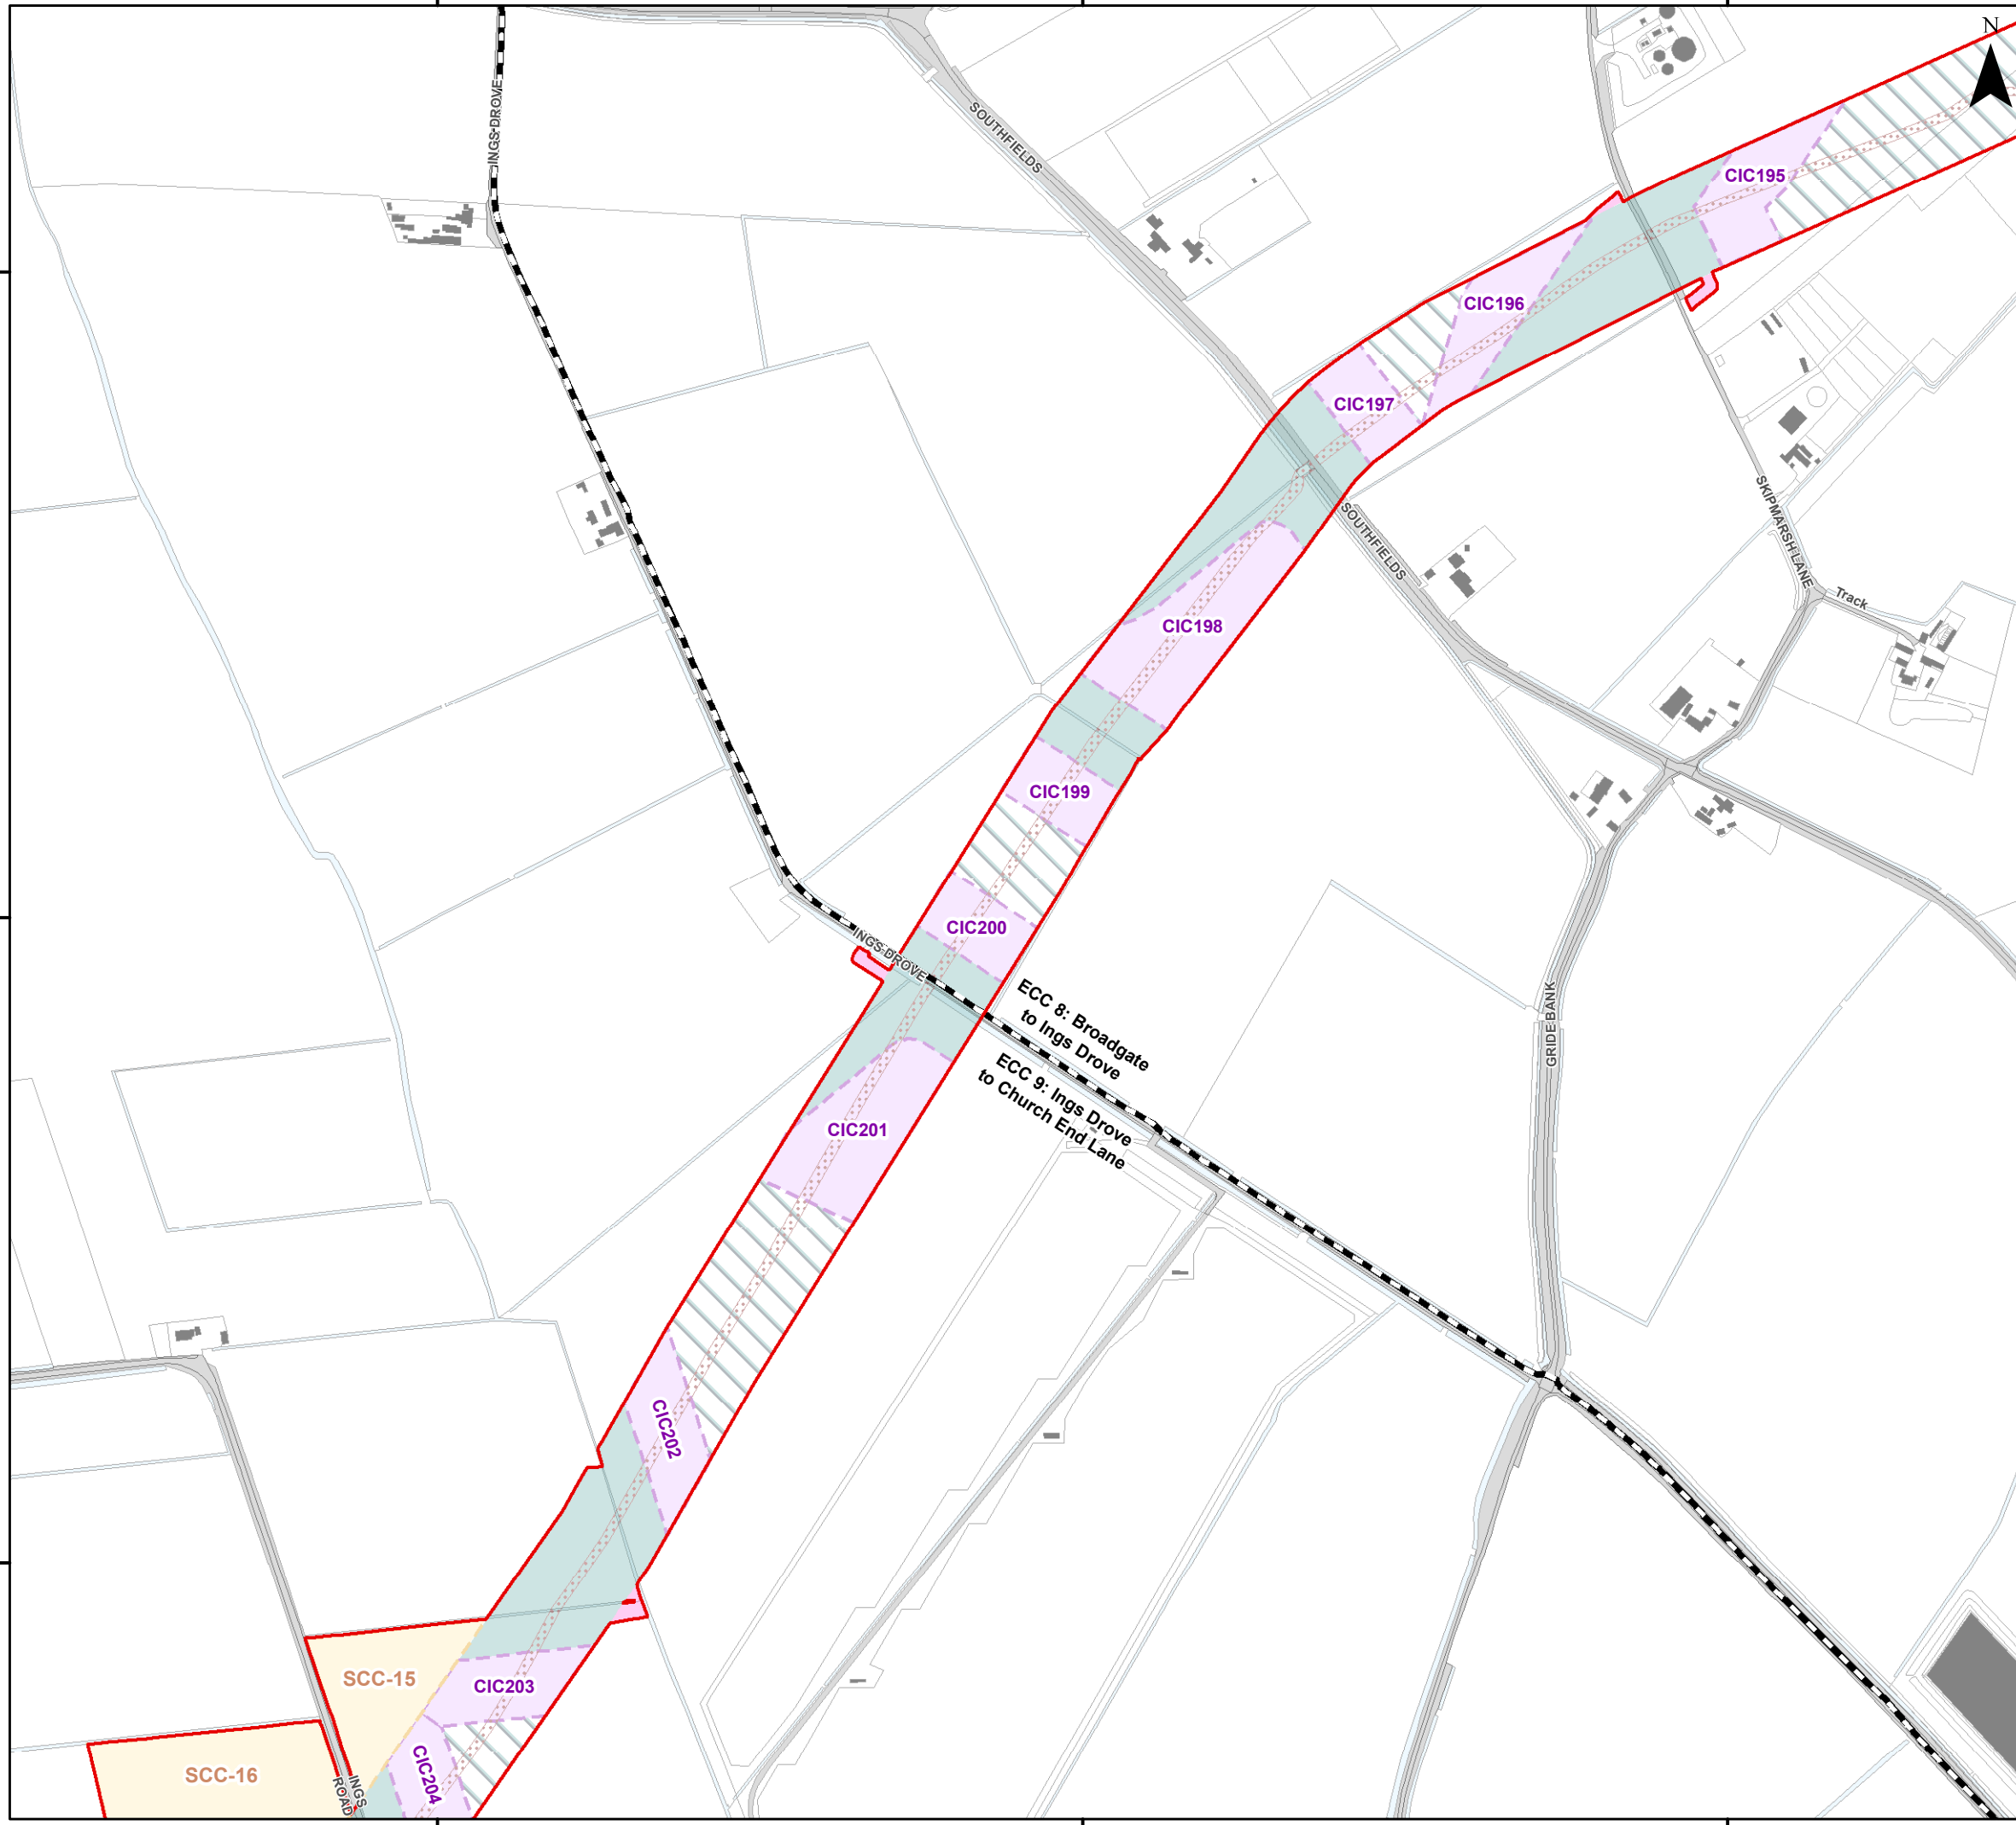 N
INGS DROVE
SOUTHFIELDS
CIC195
CIC196
CIC197
SOUTHFIELDS
SKIPMARSH LANE
Track
CIC198
CIC199
CIC200
INGS DROVE
ECC 8: Broadgate
to Ings Drove
ECC 9: Ings Drove
to Church End Lane
GRIDE BANK
CIC201
CIC202
CIC203
SCC-15
CIC204
SCC-16
INGS
ROAD